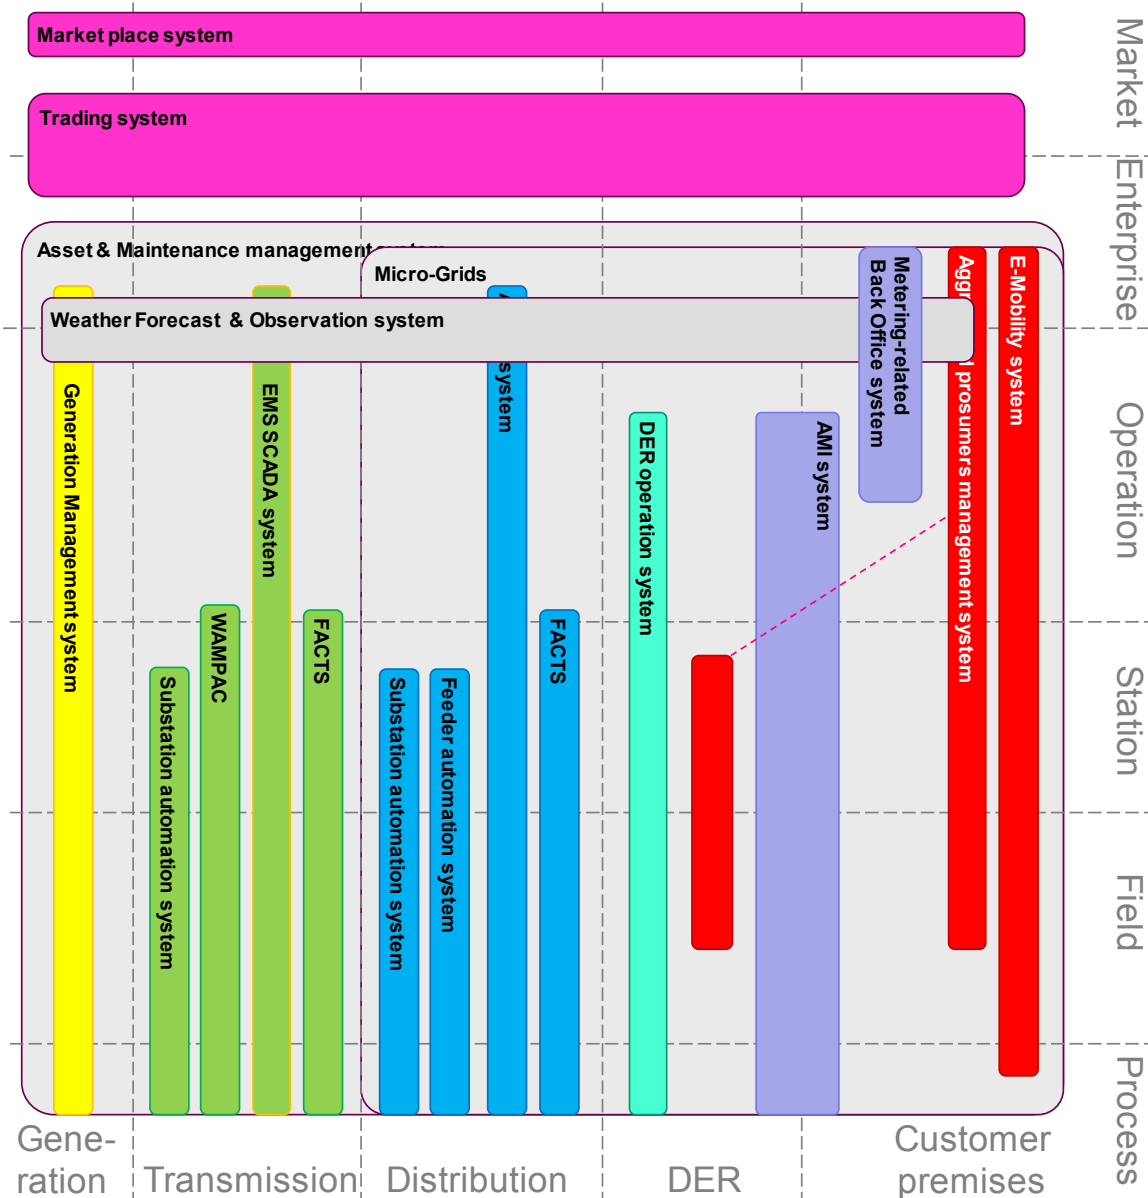 Market place system
Trading system
Asset & Maintenance management
Micro-Grids
Weather Forecast & Observation system
Generation Management system
Substation automation system
WAMPAC
EMS SCADA system
FACTS
Substation automation system
Feeder automation system
system
FACTS
DER operation system
AMI system
Metering-related
Back Office system
prosumers management system
E-Mobility system
Market
Enterprise
Operation
Station
Field
Process
Gene-
ration
Transmission
Distribution
DER
Customer
premises